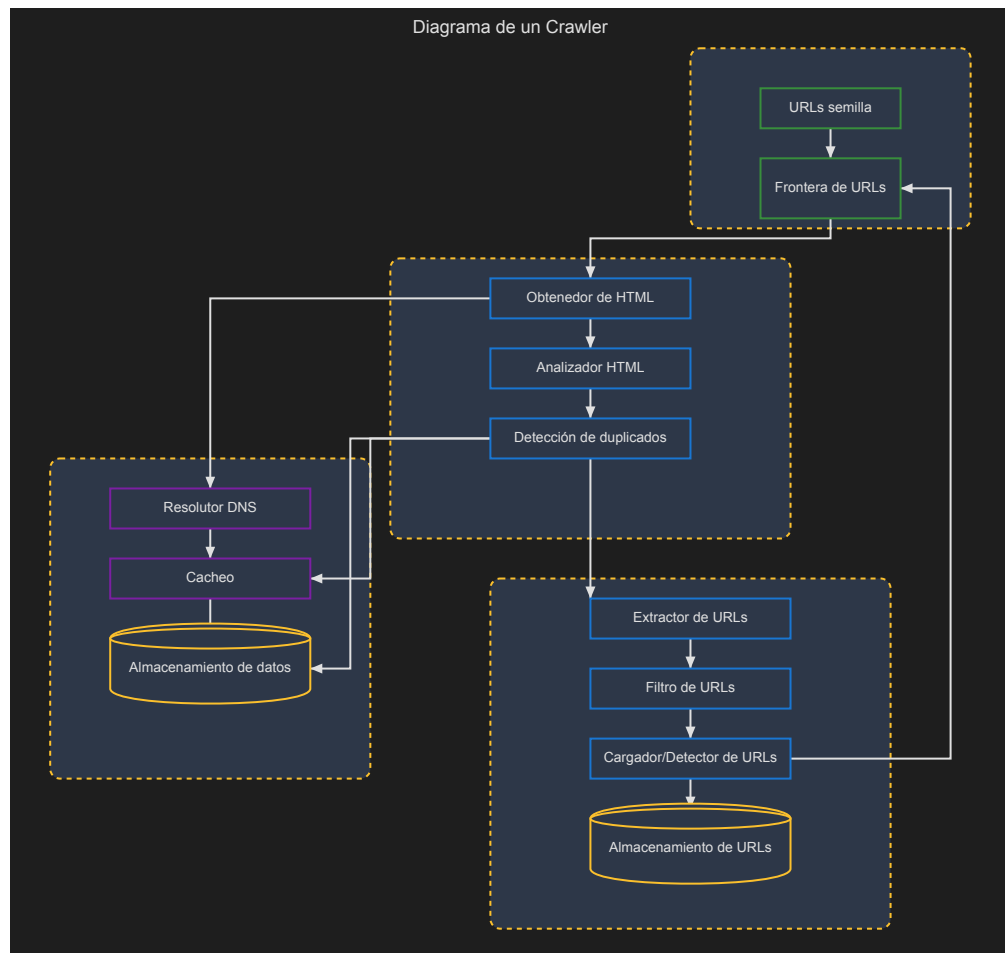 Diagrama de un Crawler
URLs semilla
Frontera de URLs
Obtenedor de HTML
Analizador HTML
Detección de duplicados
Resolutor DNS
Cacheo
Almacenamiento de datos
Extractor de URLs
Filtro de URLs
Cargador/Detector de URLs
Almacenamiento de URLs